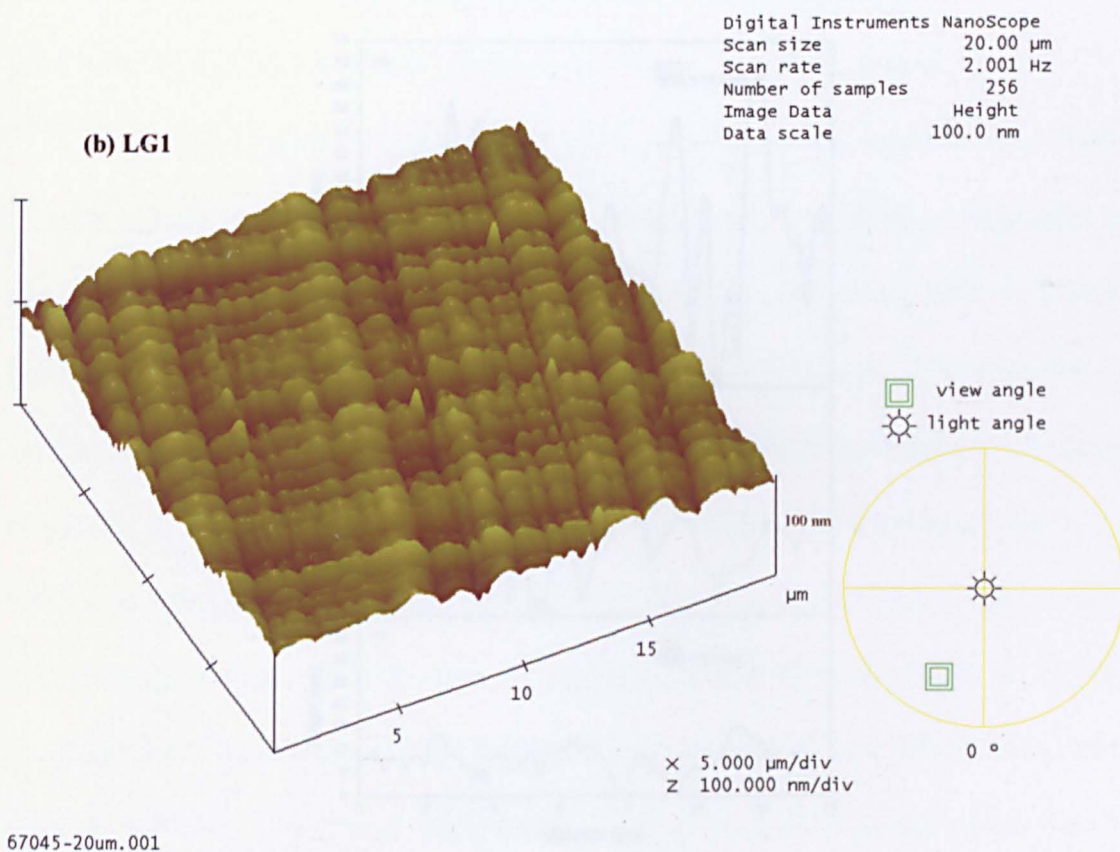 Digital Instruments NanoScope
Scan size 20.00 µm
Scan rate 2.001 Hz
Number of samples 256
Image Data Height
Data scale 100.0 nm
(b) LG1
view angle
light angle
100 nm
µm
15
10
5
0 °
X 5.000 µm/div
Z 100.000 nm/div
67045-20um.001